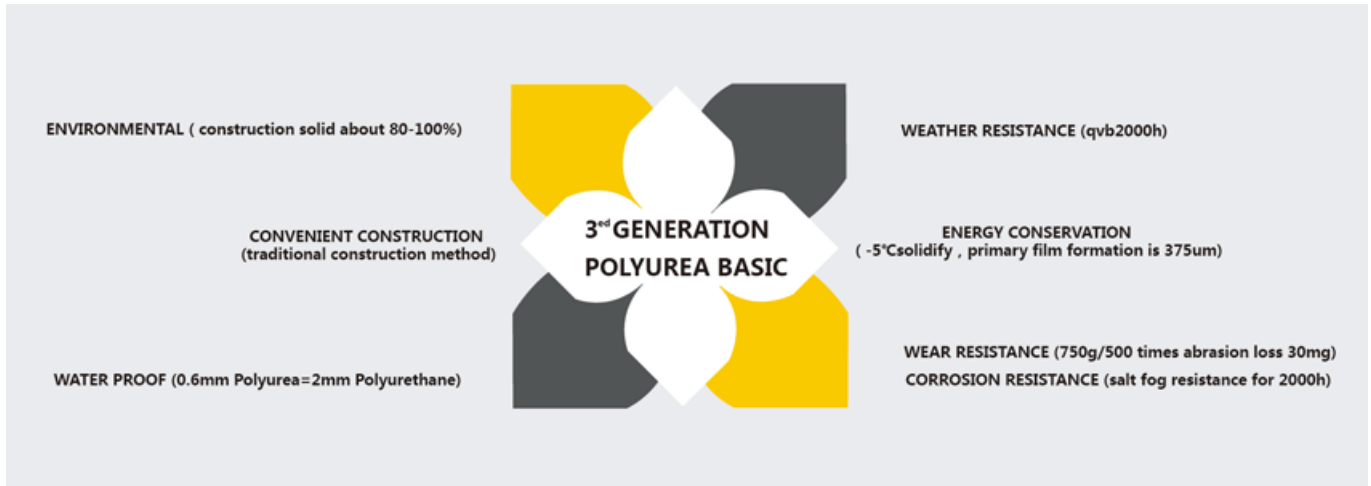 ENVIRONMENTAL ( construction solid about 80-100%)
CONVENIENT CONSTRUCTION
(traditional construction method)
WATER PROOF (0.6mm Polyurea=2mm Polyurethane)
3ed GENERATION
POLYUREA BASIC
WEATHER RESISTANCE (qvb2000h)
ENERGY CONSERVATION
( -5℃solidify , primary film formation is 375um)
WEAR RESISTANCE (750g/500 times abrasion loss 30mg)
CORROSION RESISTANCE (salt fog resistance for 2000h)